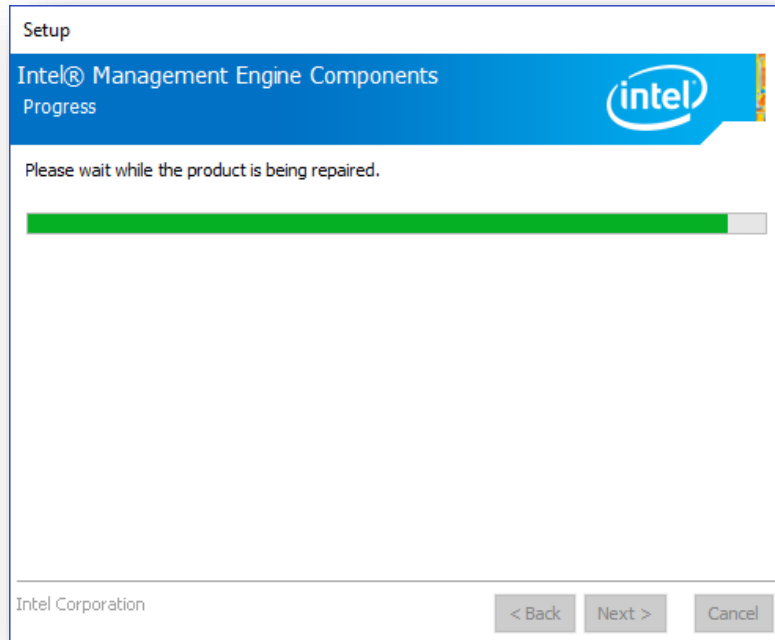 Setup
Intel® Management Engine Components
Progress
intel
Please wait while the product is being repaired.
Intel Corporation
< Back Next > Cancel